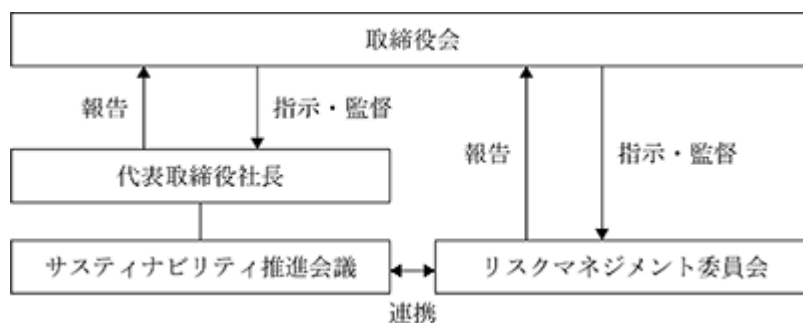 取締役会
報告
指示・監督
報告
指示・監督
代表取締役社長
サスティナビリティ推進会議
リスクマネジメント委員会
連携